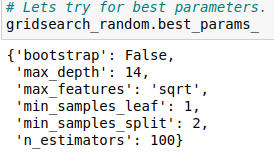 # Lets try for best parameters.
gridsearch_random.best_params_
{'bootstrap': False,
'max_depth': 14,
'max_features': 'sqrt',
'min_samples_leaf': 1,
'min_samples_split': 2,
'n_estimators': 100}